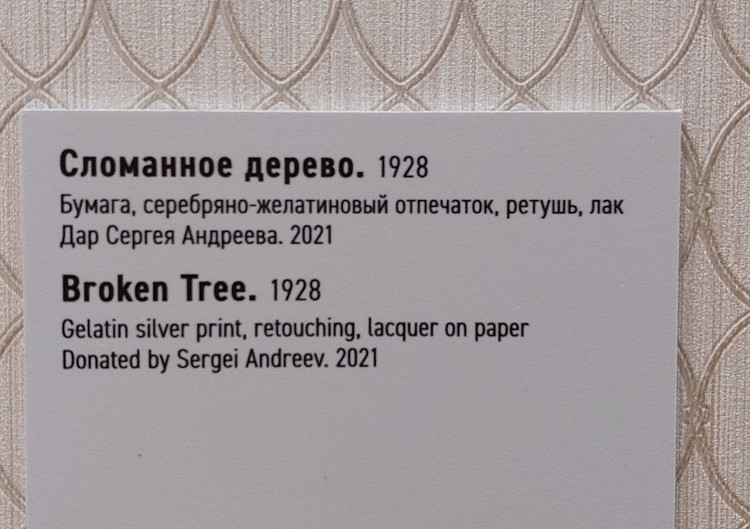 Сломанное дерево. 1928
Бумага, серебряно-желатиновый отпечаток, ретушь, лак
Дар Сергея Андреева. 2021
Broken Tree. 1928
Gelatin silver print, retouching, lacquer on paper
Donated by Sergei Andreev. 2021